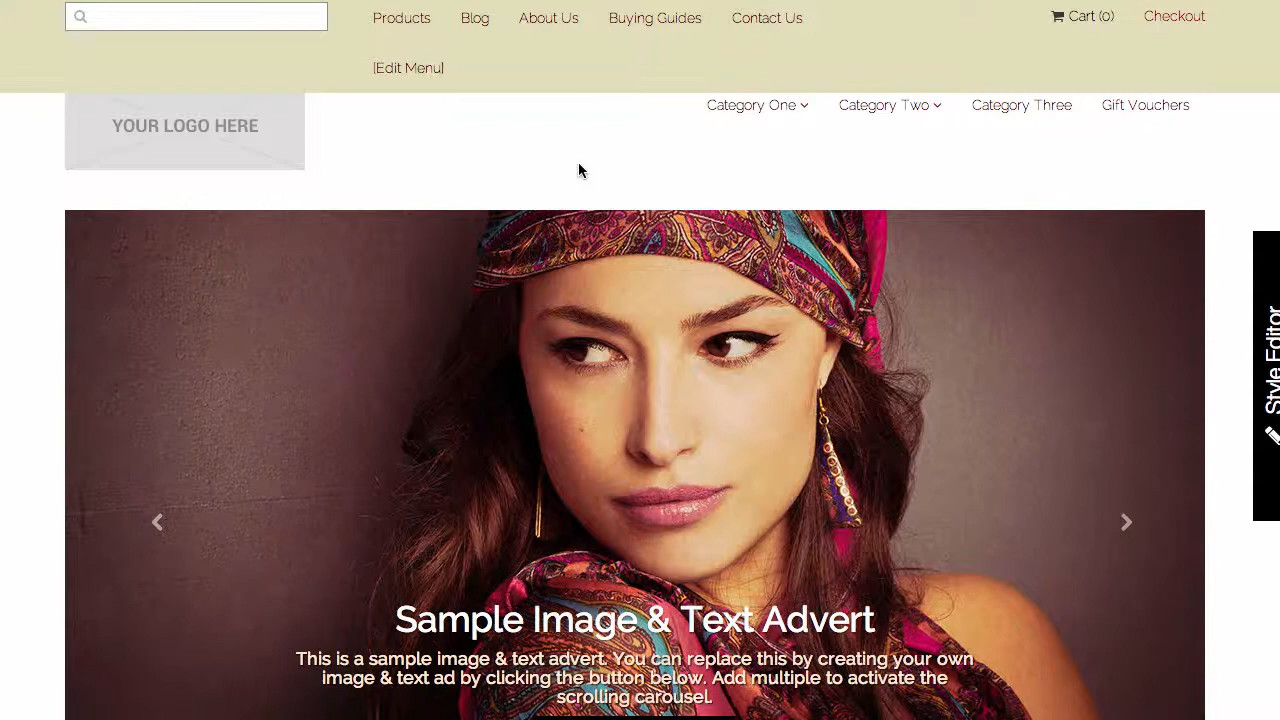 Products Blog About Us Buying Guides Contact Us Cart (0) Checkout
[Edit Menu]
Category One Category Two Category Three Gift Vouchers
YOUR LOGO HERE
Style Editor
Sample Image & Text Advert
This is a sample image & text advert. You can replace this by creating your own
image & text ad by clicking the button below. Add multiple to activate the
scrolling carousel.